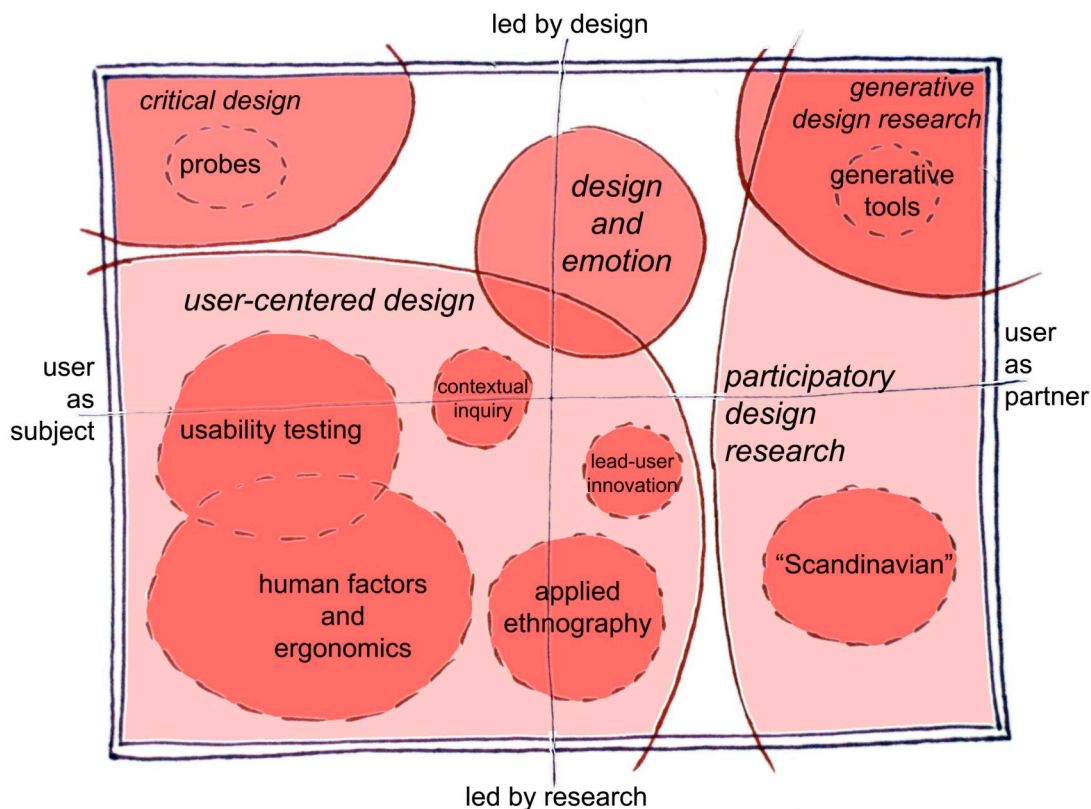 led by design
critical design
probes
generative
design research
generative
tools
design
and
emotion
user-centered design
user
as
subject
user
as
partner
contextual
inquiry
participatory
design
research
usability testing
lead-user
innovation
human factors
and
ergonomics
applied
ethnography
“Scandinavian”
led by research